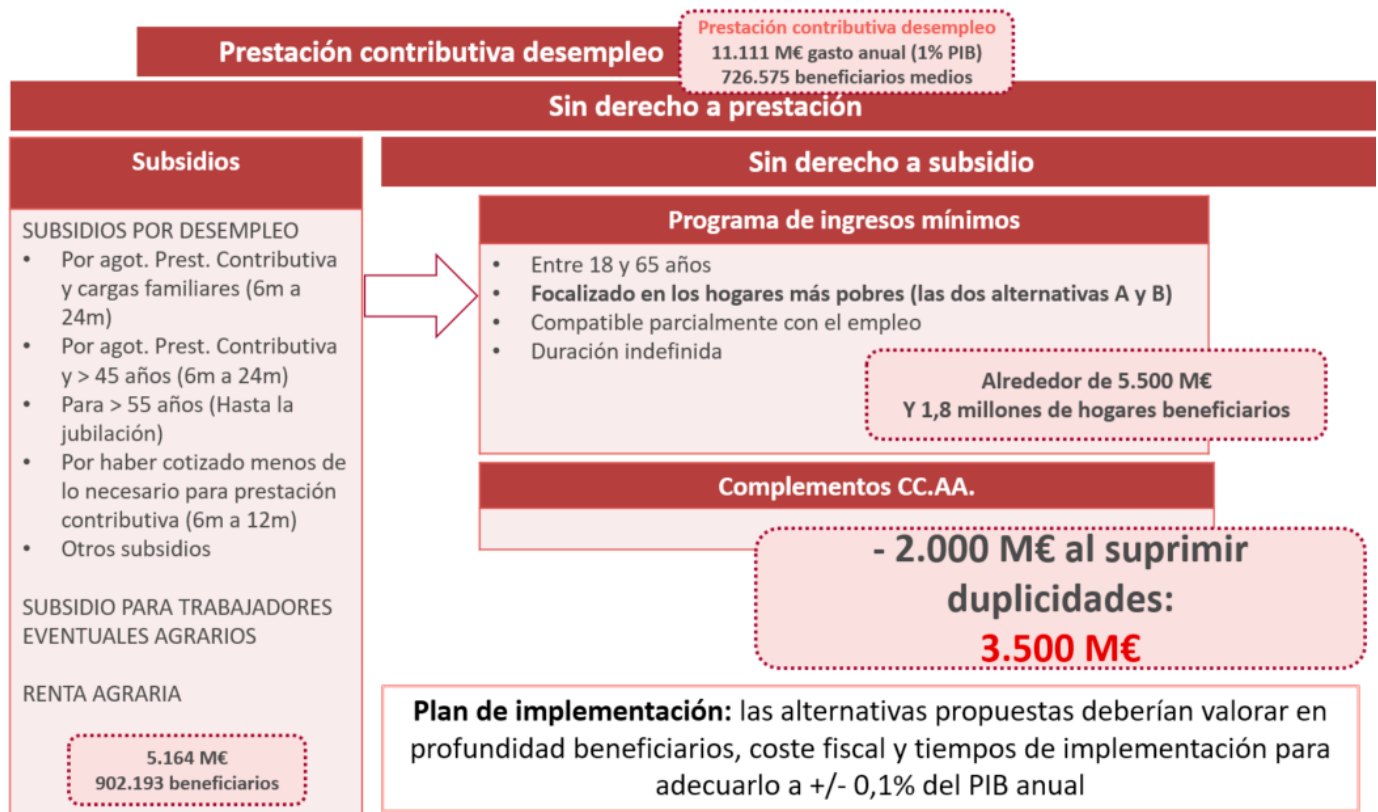 Prestación contributiva desempleo
Prestación contributiva desempleo
11.111 M€ gasto anual (1% PIB)
726.575 beneficiarios medios
Sin derecho a prestación
Subsidios
SUBSIDIOS POR DESEMPLEO
• Por agot. Prest. Contributiva
y cargas familiares (6m a
24m)
• Por agot. Prest. Contributiva
y > 45 años (6m a 24m)
• Para > 55 años (Hasta la
jubilación)
• Por haber cotizado menos de
lo necesario para prestación
contributiva (6m a 12m)
• Otros subsidios
SUBSIDIO PARA TRABAJADORES
EVENTUALES AGRARIOS
RENTA AGRARIA
5.164 M€
902.193 beneficiarios
Sin derecho a subsidio
Programa de ingresos mínimos
• Entre 18 y 65 años
• Focalizado en los hogares más pobres (las dos alternativas A y B)
• Compatible parcialmente con el empleo
• Duración indefinida
Alrededor de 5.500 M€
Y 1,8 millones de hogares beneficiarios
Complementos CC.AA.
- 2.000 M€ al suprimir
duplicidades:
3.500 M€
Plan de implementación: las alternativas propuestas deberían valorar en
profundidad beneficiarios, coste fiscal y tiempos de implementación para
adecuarlo a +/- 0,1% del PIB anual